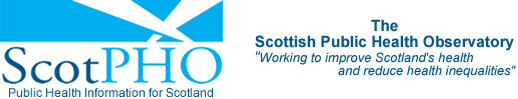 ScotPHO
Public Health Information for Scotland
The
Scottish Public Health Observatory
"Working to improve Scotland's health
and reduce health inequalities"